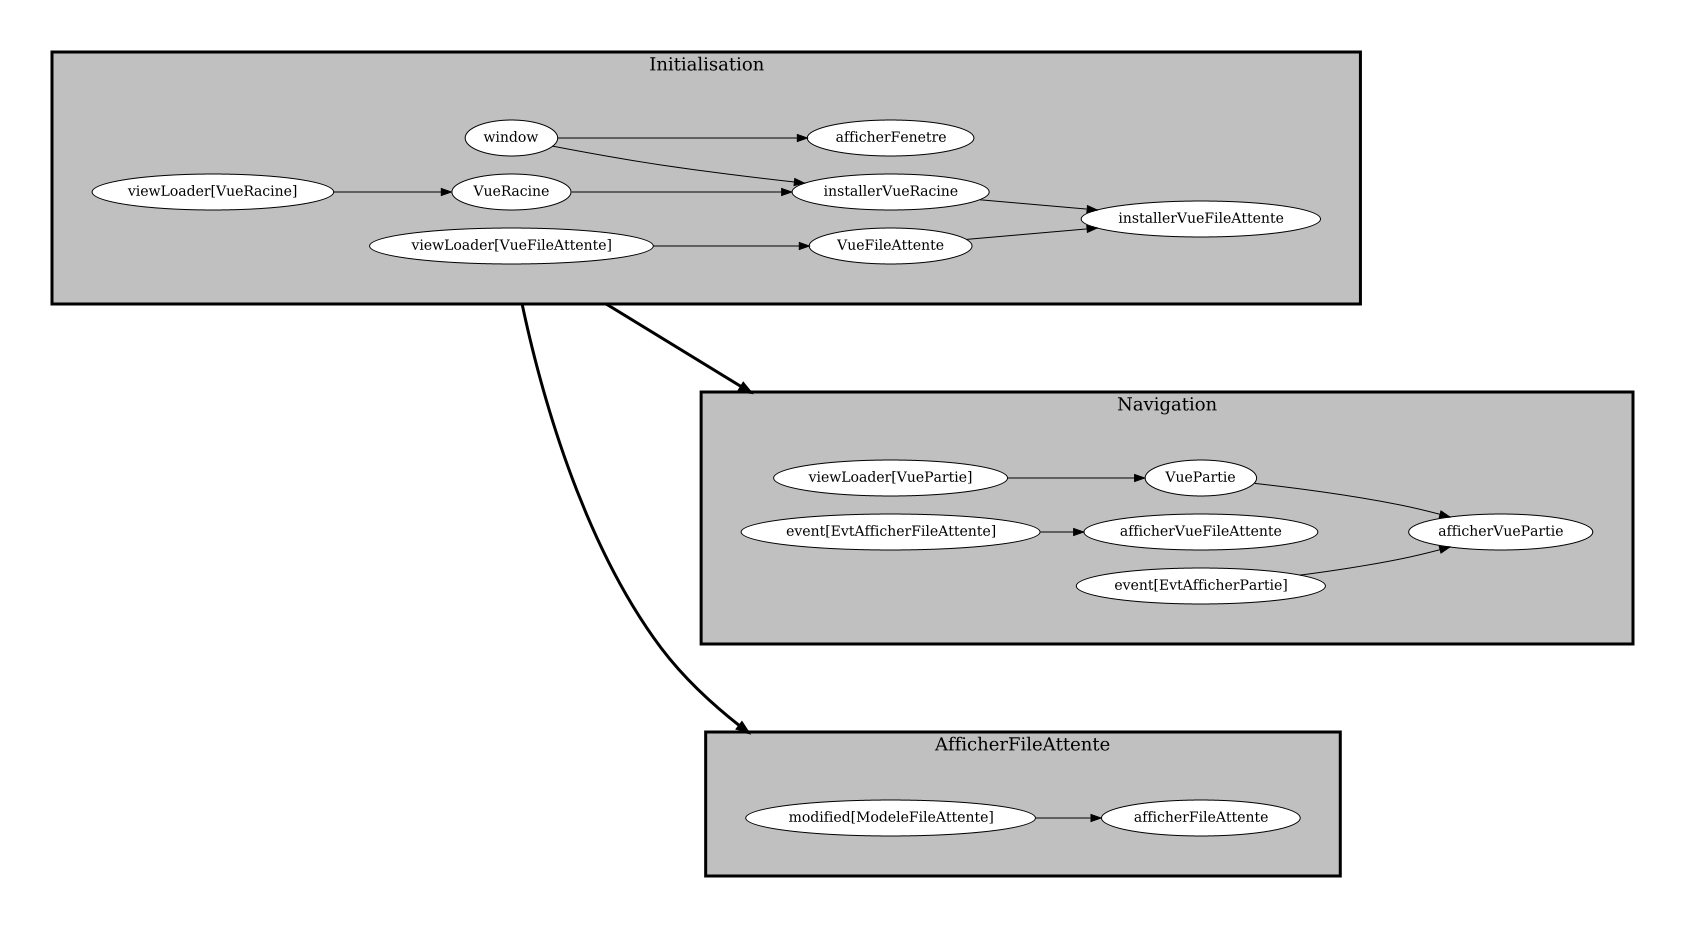 Initialisation
window
afficherFenetre
viewLoader[VueRacine]
VueRacine
installerVueRacine
installerVueFileAttente
viewLoader[VueFileAttente]
VueFileAttente
Navigation
viewLoader[VuePartie]
VuePartie
event[EvtAfficherFileAttente]
afficherVueFileAttente
afficherVuePartie
event[EvtAfficherPartie]
AfficherFileAttente
modified[ModeleFileAttente]
afficherFileAttente